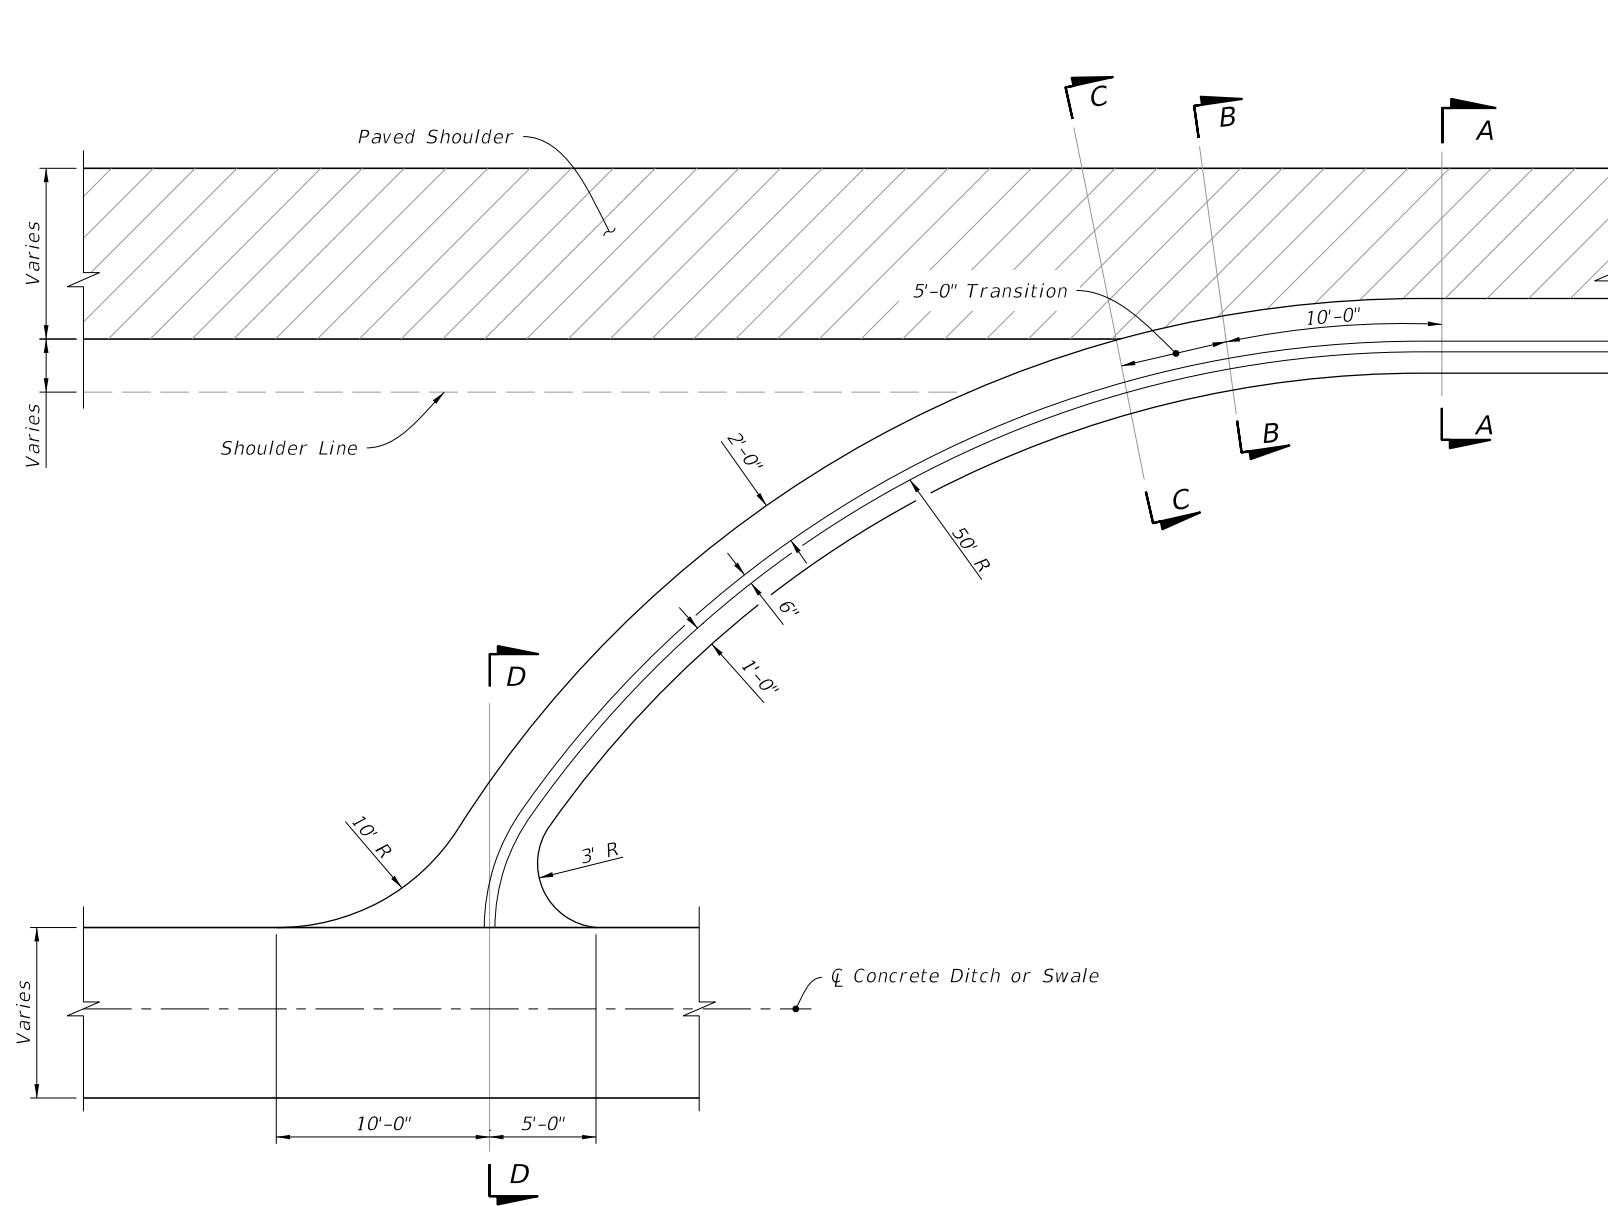 C
B
A
Paved Shoulder
Varies
5'-0" Transition
10'-0"
Varies
Shoulder Line
A
B
C
2'-0"
50' R
6"
1'-0"
D
10' R
3' R
℄ Concrete Ditch or Swale
Varies
10'-0"
5'-0"
D